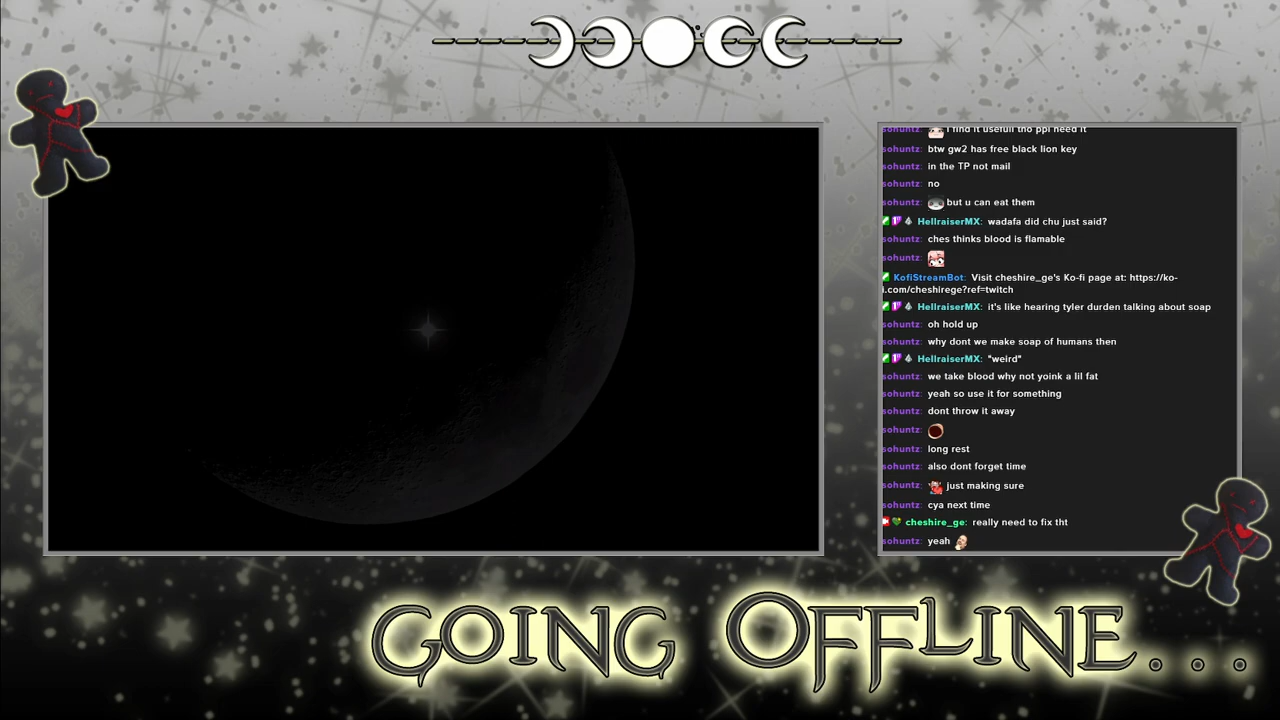 sohuntz: I find it usefull tho ppl need it
sohuntz: btw gw2 has free black lion key
sohuntz: in the TP not mail
sohuntz: no
sohuntz: but u can eat them
HellraiserMX: wadafa did chu just said?
sohuntz: ches thinks blood is flamable
sohuntz:
KofiStreamBot: Visit cheshire_ge's Ko-fi page at: https://ko-
i.com/cheshirege?ref=twitch
HellraiserMX: it's like hearing tyler durden talking about soap
sohuntz: oh hold up
sohuntz: why dont we make soap of humans then
HellraiserMX: "weird"
sohuntz: we take blood why not yoink a lil fat
sohuntz: yeah so use it for something
sohuntz: dont throw it away
sohuntz:
sohuntz: long rest
sohuntz: also dont forget time
sohuntz: just making sure
sohuntz: cya next time
cheshire_ge: really need to fix tht
sohuntz: yeah
Going Offline...